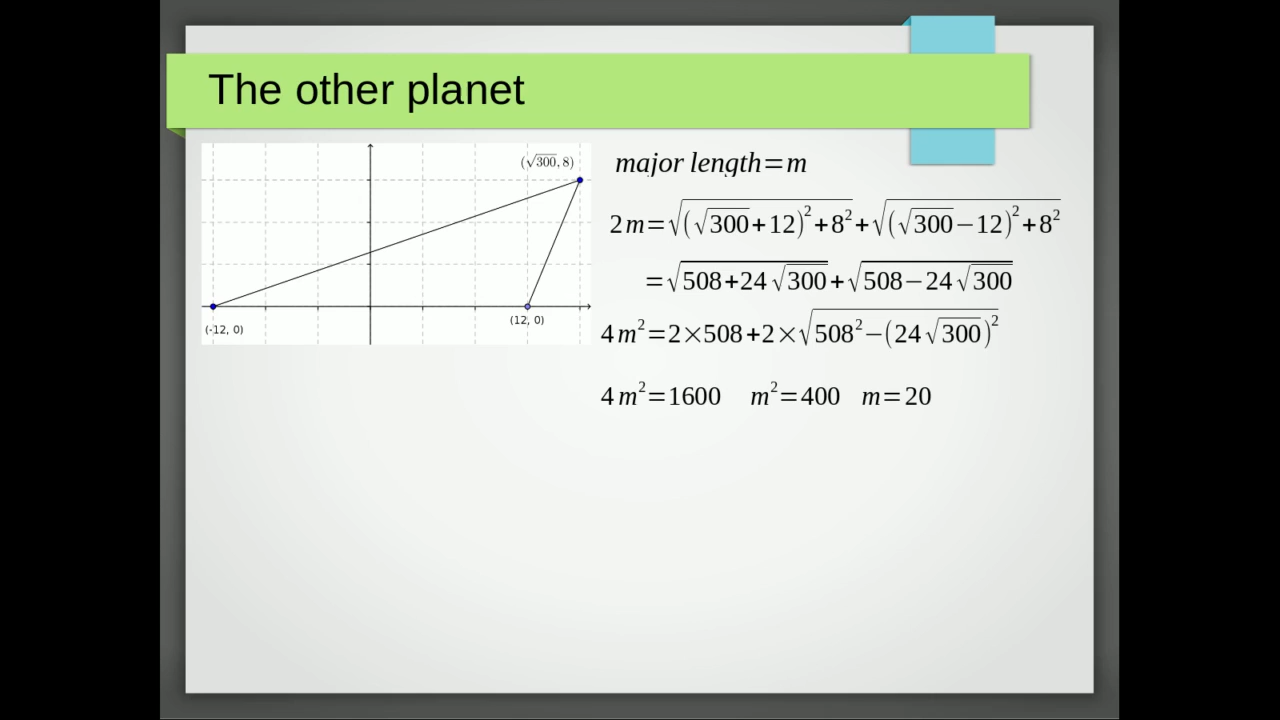 The other planet
(√300, 8)
(-12, 0)
(12, 0)
major length=m
2m=√((√300+12)²+8²)+√((√300−12)²+8²)
=√(508+24√300)+√(508−24√300)
4m²=2×508+2×√(508²−(24√300)²)
4m²=1600 m²=400 m=20